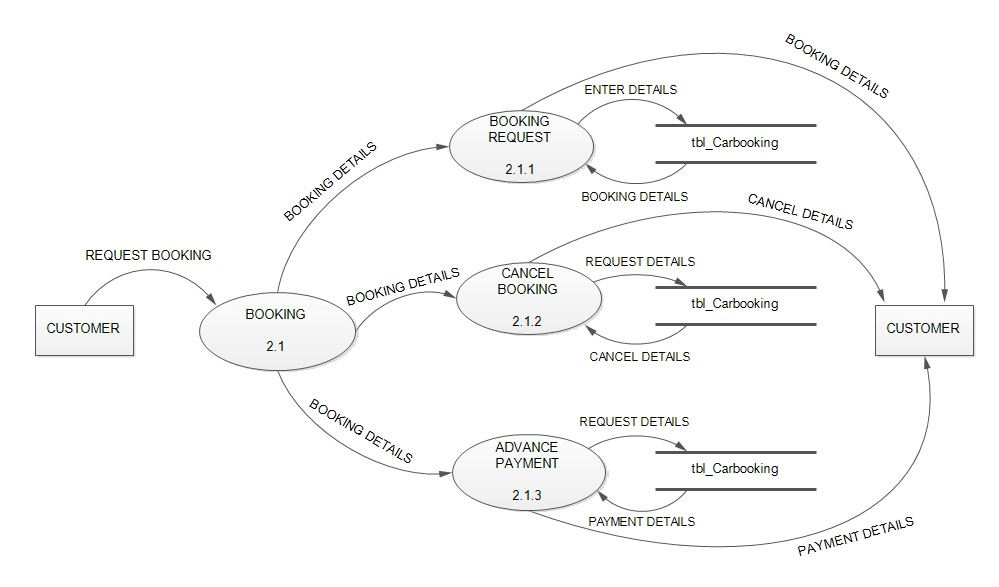 BOOKING DETAILS
ENTER DETAILS
BOOKING
REQUEST
2.1.1
tbl_Carbooking
BOOKING DETAILS
BOOKING DETAILS
CANCEL DETAILS
REQUEST BOOKING
BOOKING DETAILS
REQUEST DETAILS
CANCEL
BOOKING
2.1.2
tbl_Carbooking
CANCEL DETAILS
CUSTOMER
BOOKING
2.1
CUSTOMER
BOOKING DETAILS
REQUEST DETAILS
ADVANCE
PAYMENT
2.1.3
tbl_Carbooking
PAYMENT DETAILS
PAYMENT DETAILS